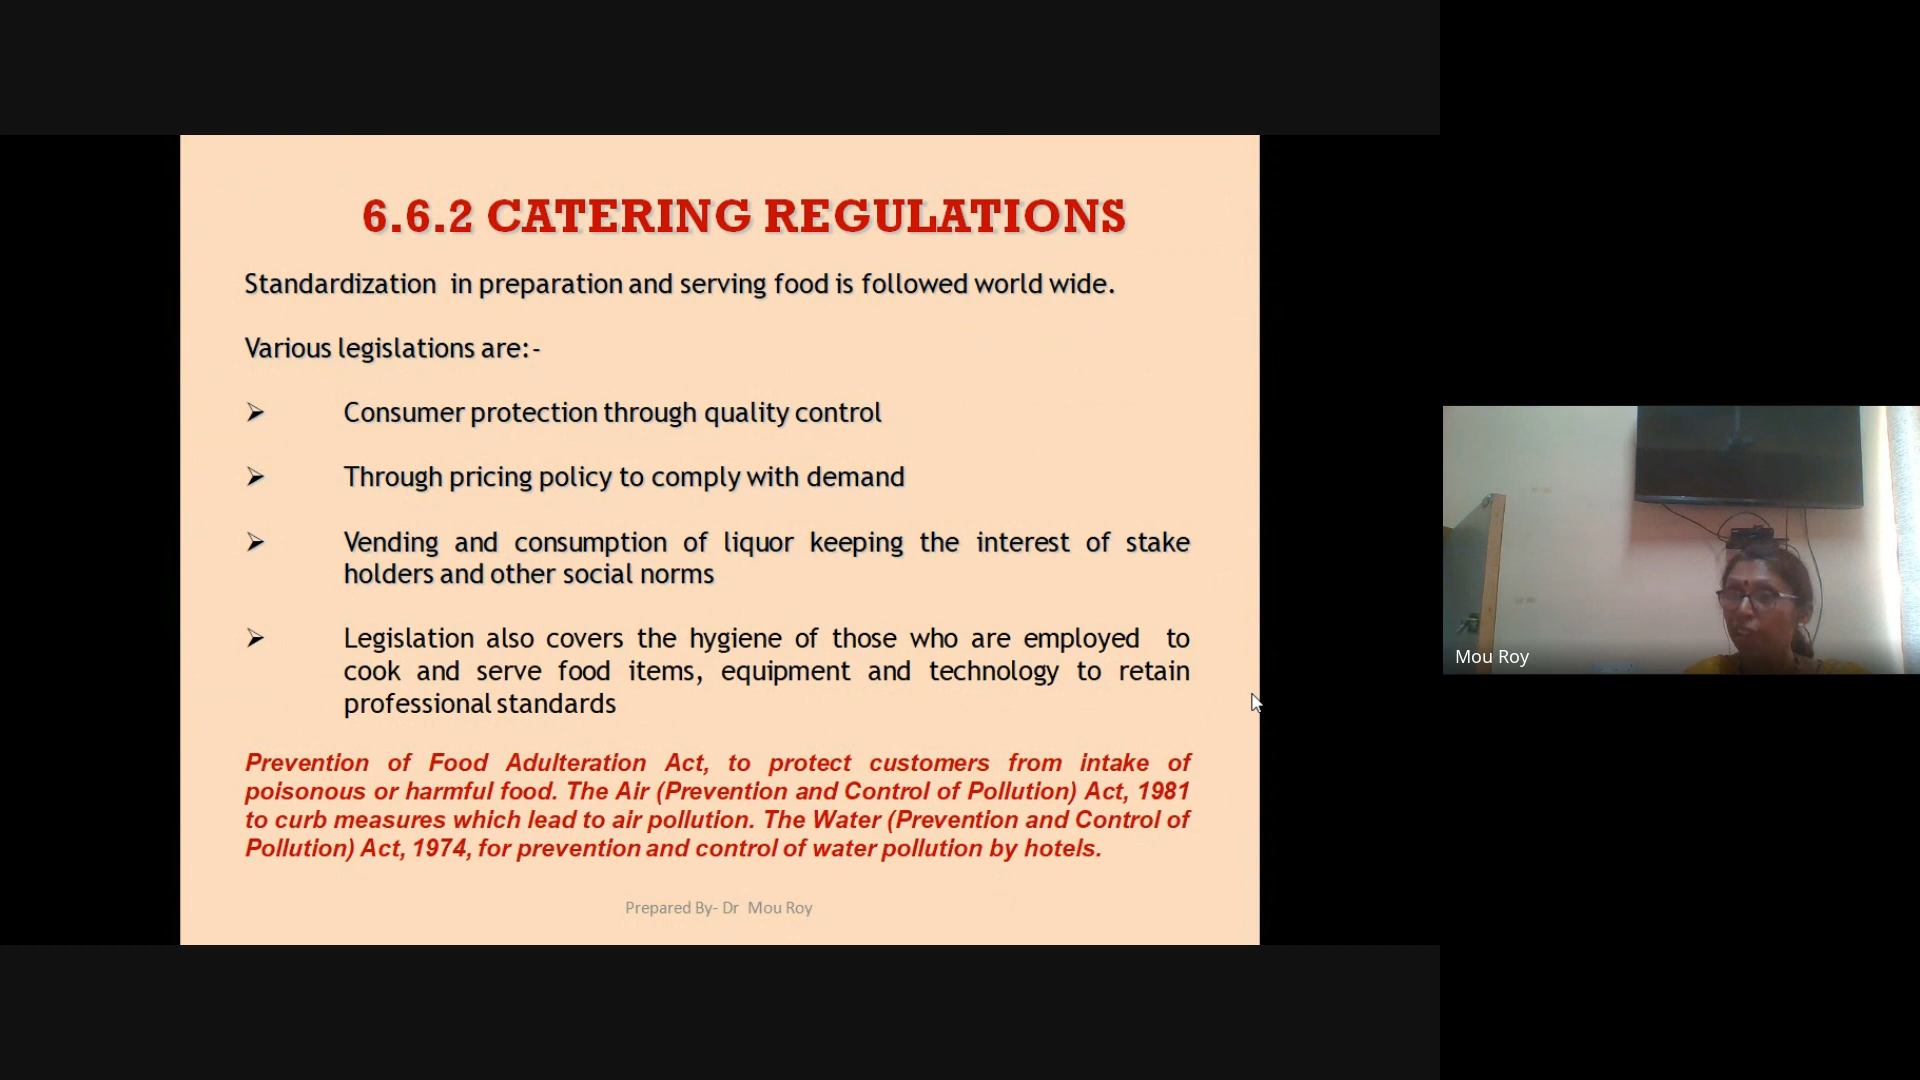 6.6.2 CATERING REGULATIONS
Standardization in preparation and serving food is followed world wide.
Various legislations are:-
➢ Consumer protection through quality control
➢ Through pricing policy to comply with demand
➢ Vending and consumption of liquor keeping the interest of stake
holders and other social norms
➢ Legislation also covers the hygiene of those who are employed to
cook and serve food items, equipment and technology to retain
professional standards
Prevention of Food Adulteration Act, to protect customers from intake of
poisonous or harmful food. The Air (Prevention and Control of Pollution) Act, 1981
to curb measures which lead to air pollution. The Water (Prevention and Control of
Pollution) Act, 1974, for prevention and control of water pollution by hotels.
Prepared By- Dr Mou Roy
Mou Roy